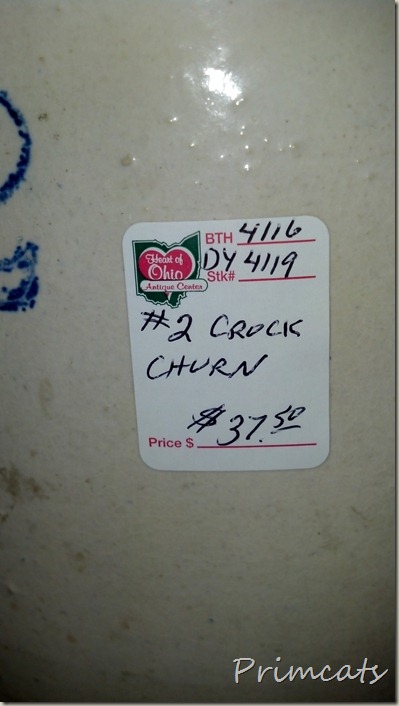 Heart of
Ohio
Antique Center
BTH 4116
DY 4119
Stk#
#2 CROCK
CHURN
Price $ $37.50
Primcats